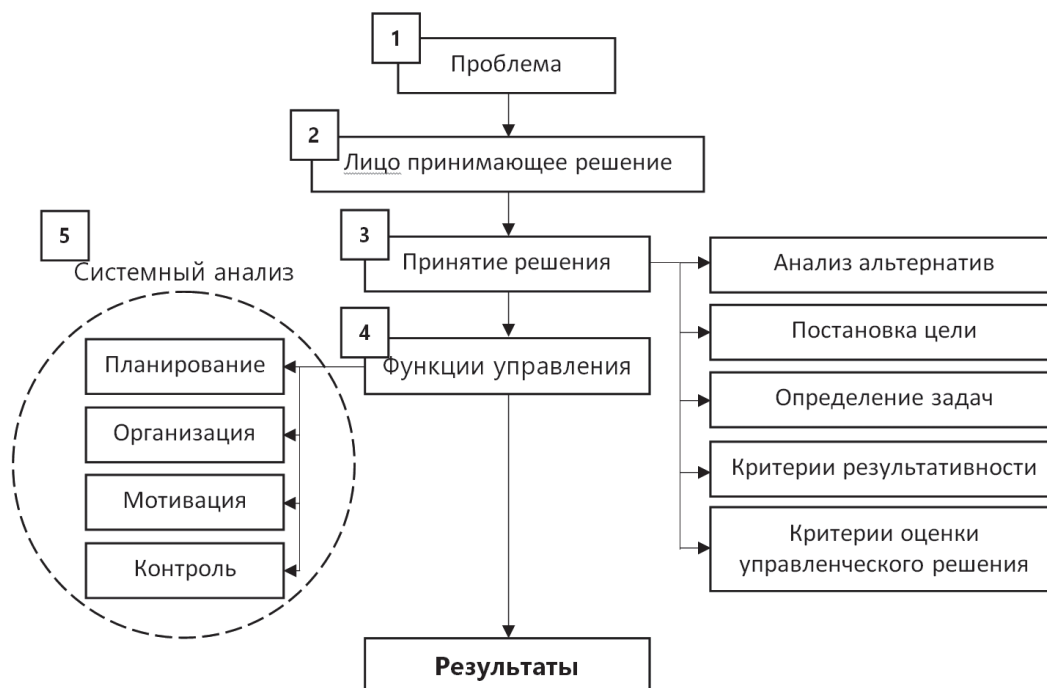 1
Проблема
2
Лицо принимающее решение
3
Принятие решения
4
Функции управления
5
Системный анализ
Планирование
Организация
Мотивация
Контроль
Анализ альтернатив
Постановка цели
Определение задач
Критерии результативности
Критерии оценки
управленческого решения
Результаты